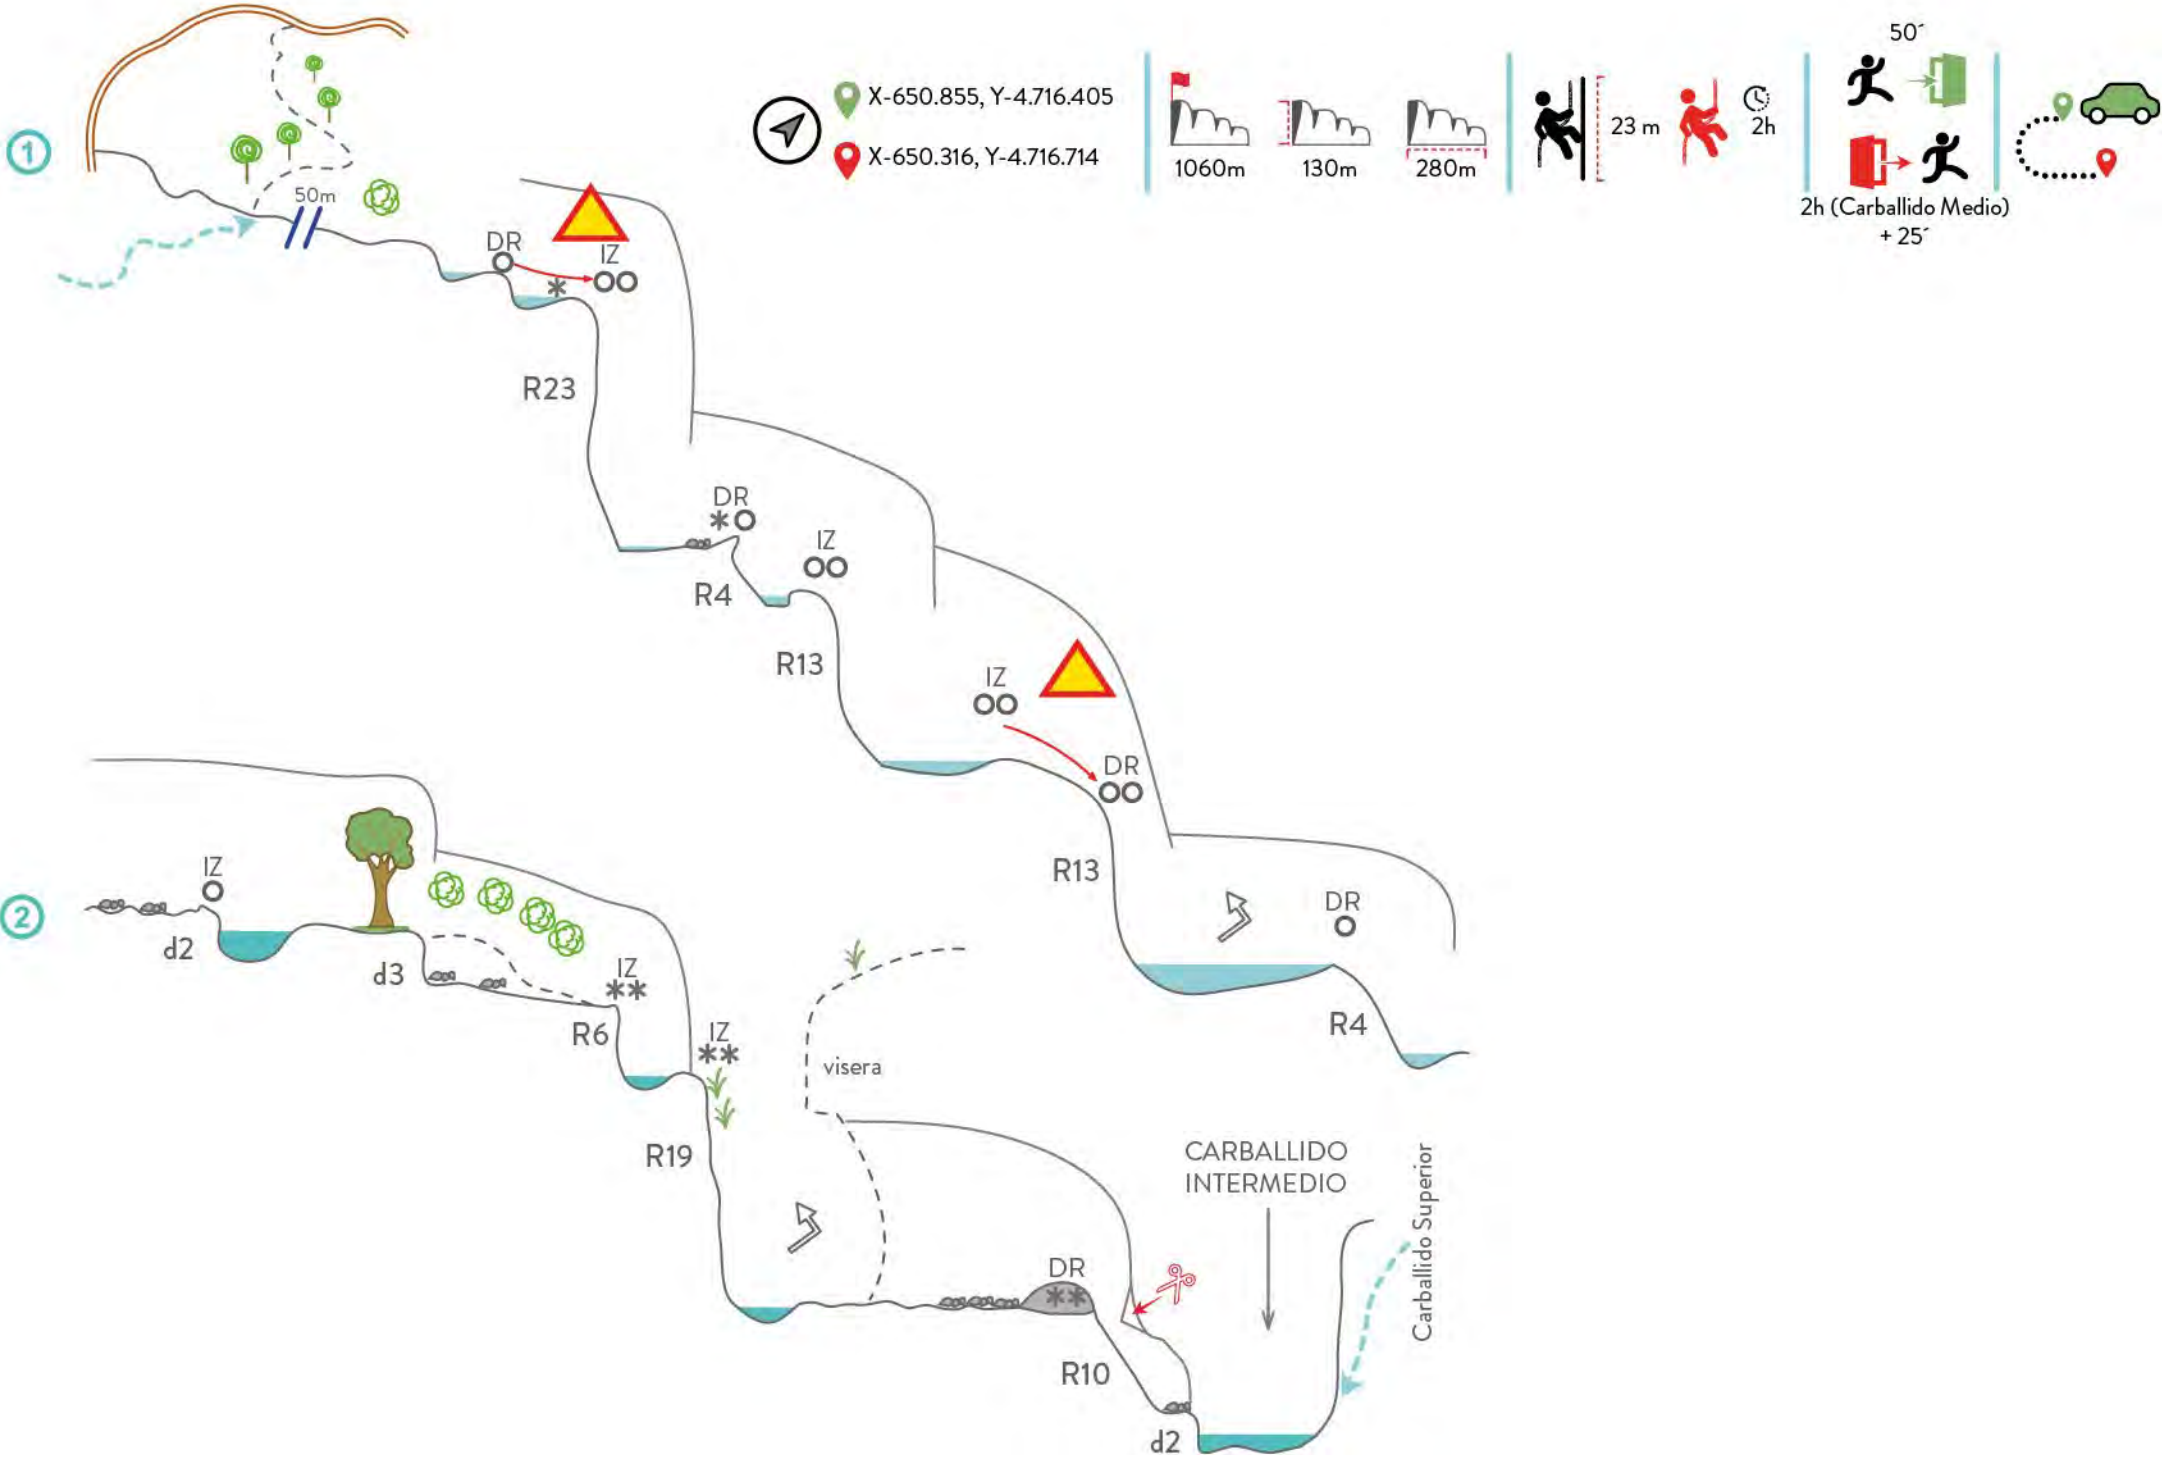 50´
X-650.855, Y-4.716.405
X-650.316, Y-4.716.714
1060m
130m
280m
23 m
2h
2h (Carballido Medio)
+ 25´
1
50m
DR
IZ
R23
DR
IZ
R4
R13
IZ
DR
R13
DR
R4
2
IZ
d2
d3
IZ
R6
IZ
R19
visera
DR
R10
d2
CARBALLIDO
INTERMEDIO
Carballido Superior